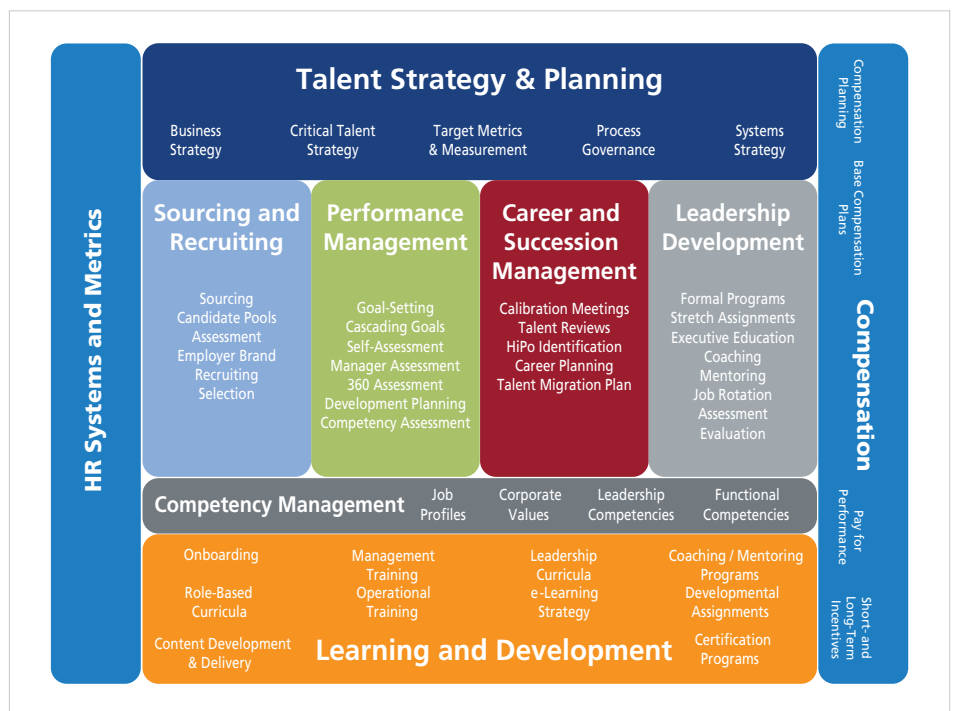 HR Systems and Metrics
Talent Strategy & Planning
Business
Strategy
Critical Talent
Strategy
Target Metrics
& Measurement
Process
Governance
Systems
Strategy
Sourcing and
Recruiting
Sourcing
Candidate Pools
Assessment
Employer Brand
Recruiting
Selection
Performance
Management
Goal-Setting
Cascading Goals
Self-Assessment
Manager Assessment
360 Assessment
Development Planning
Competency Assessment
Career and
Succession
Management
Calibration Meetings
Talent Reviews
HiPo Identification
Career Planning
Talent Migration Plan
Leadership
Development
Formal Programs
Stretch Assignments
Executive Education
Coaching
Mentoring
Job Rotation
Assessment
Evaluation
Competency Management
Job
Profiles
Corporate
Values
Leadership
Competencies
Functional
Competencies
Onboarding
Role-Based
Curricula
Content Development
& Delivery
Management
Training
Operational
Training
Leadership
Curricula
e-Learning
Strategy
Coaching / Mentoring
Programs
Developmental
Assignments
Certification
Programs
Learning and Development
Compensation
Planning
Base Compensation
Plans
Compensation
Pay for
Performance
Short- and
Long-Term
Incentives